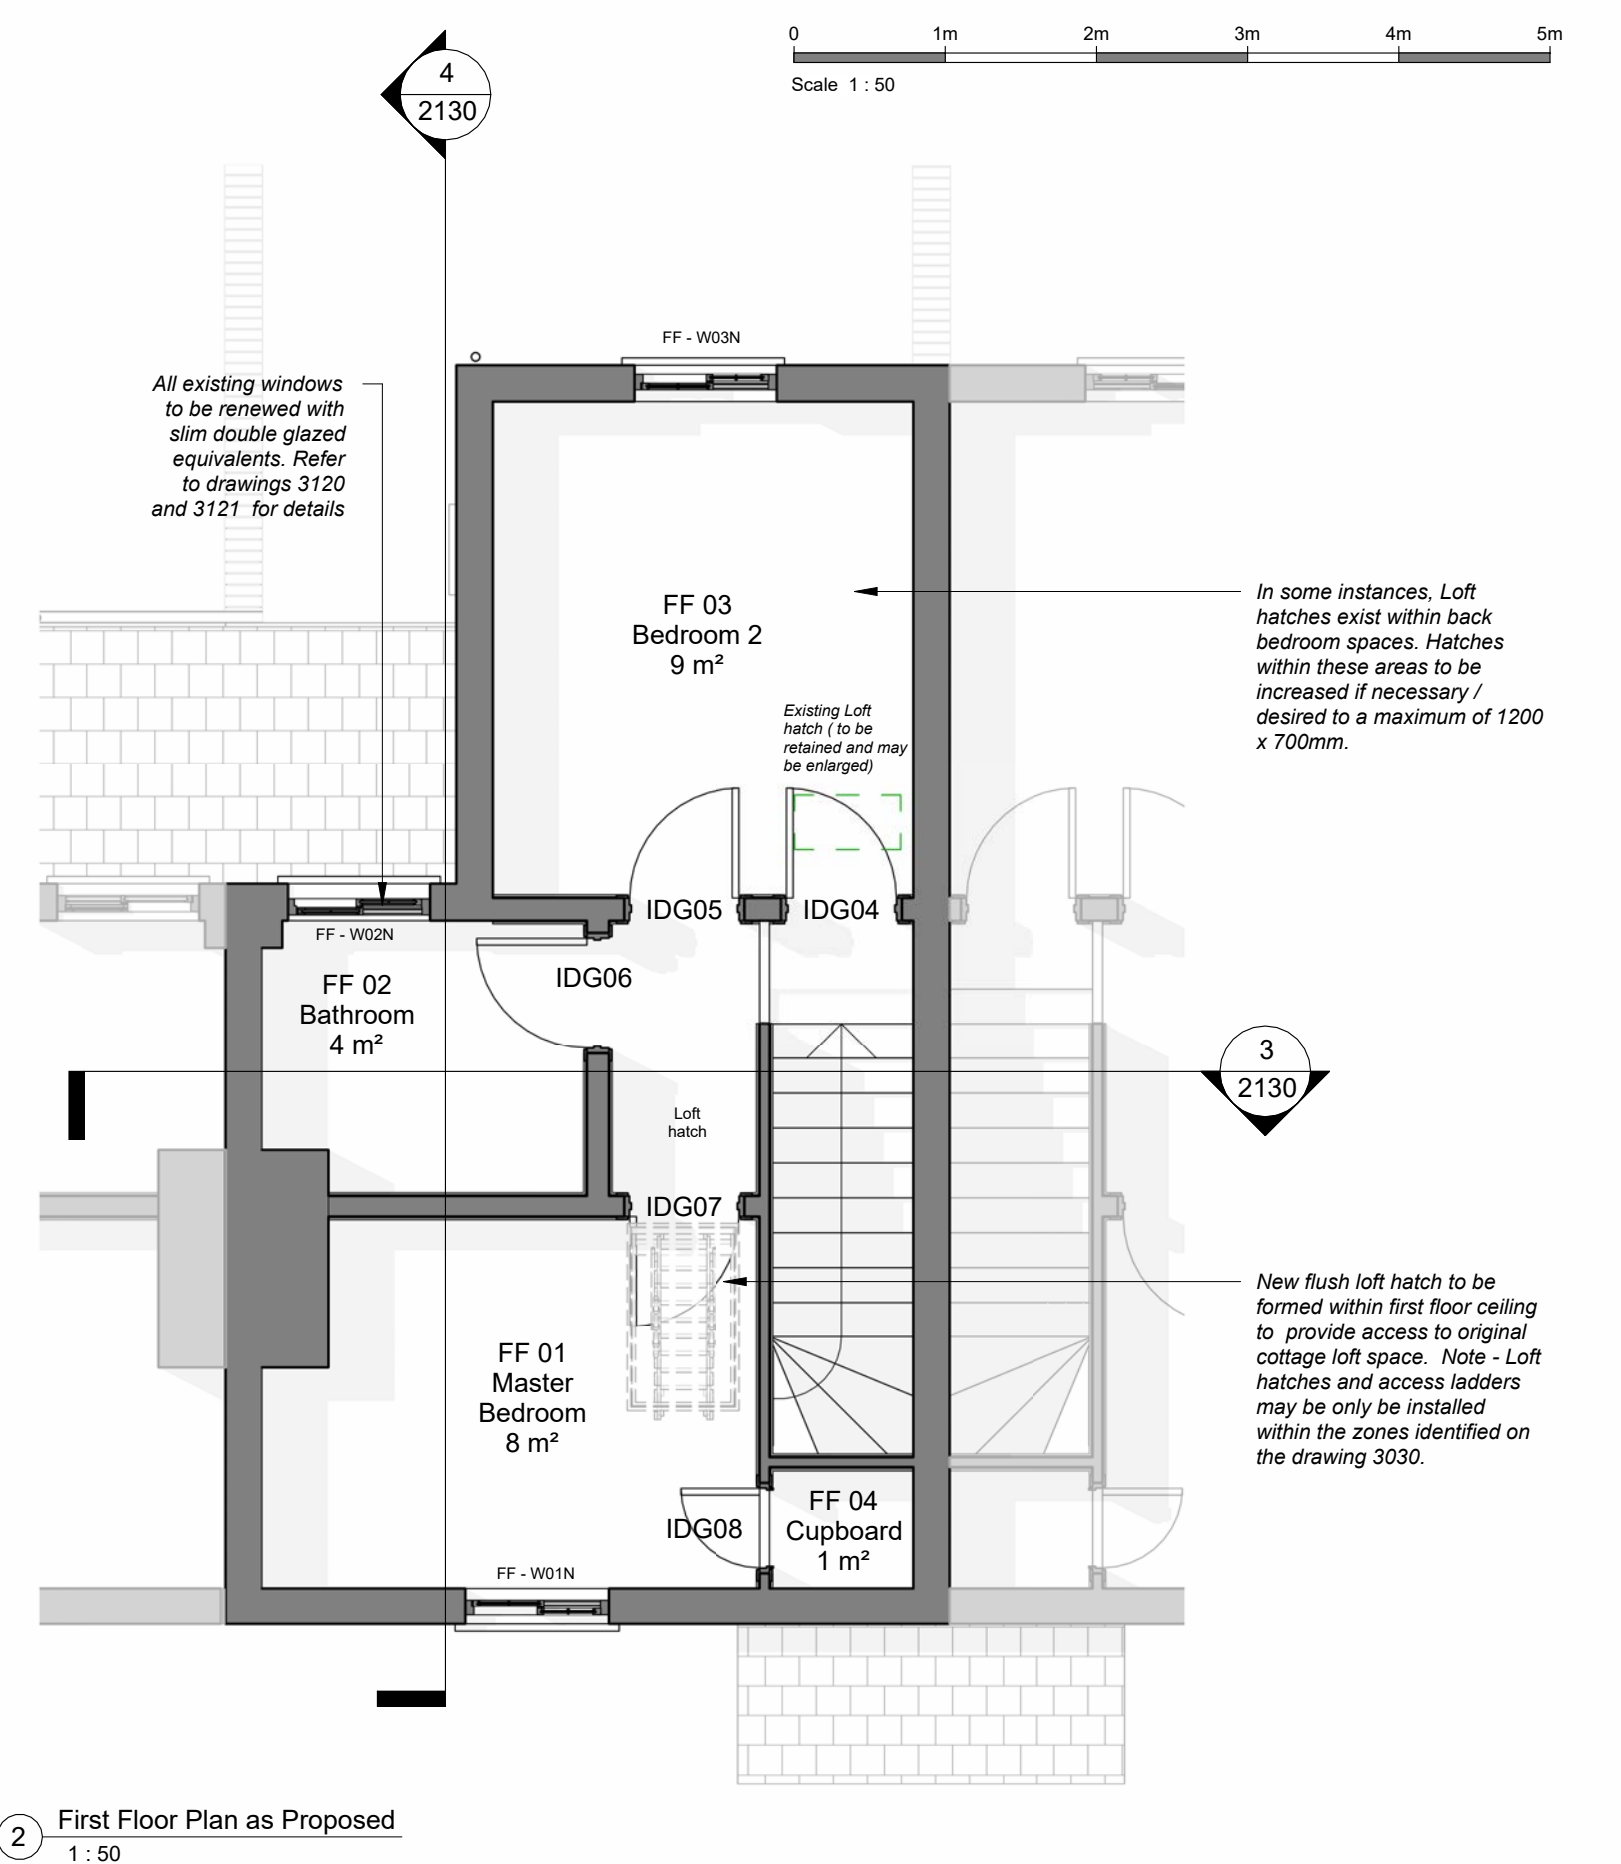 0 1m 2m 3m 4m 5m
Scale 1 : 50
4
2130
FF - W03N
All existing windows
to be renewed with
slim double glazed
equivalents. Refer
to drawings 3120
and 3121 for details
FF 03
Bedroom 2
9 m²
In some instances, Loft
hatches exist within back
bedroom spaces. Hatches
within these areas to be
increased if necessary /
desired to a maximum of 1200
x 700mm.
Existing Loft
hatch ( to be
retained and may
be enlarged)
IDG05
IDG04
FF - W02N
IDG06
FF 02
Bathroom
4 m²
3
2130
Loft
hatch
IDG07
New flush loft hatch to be
formed within first floor ceiling
to provide access to original
cottage loft space. Note - Loft
hatches and access ladders
may be only be installed
within the zones identified on
the drawing 3030.
FF 01
Master
Bedroom
8 m²
IDG08
FF 04
Cupboard
1 m²
FF - W01N
2
First Floor Plan as Proposed
1 : 50